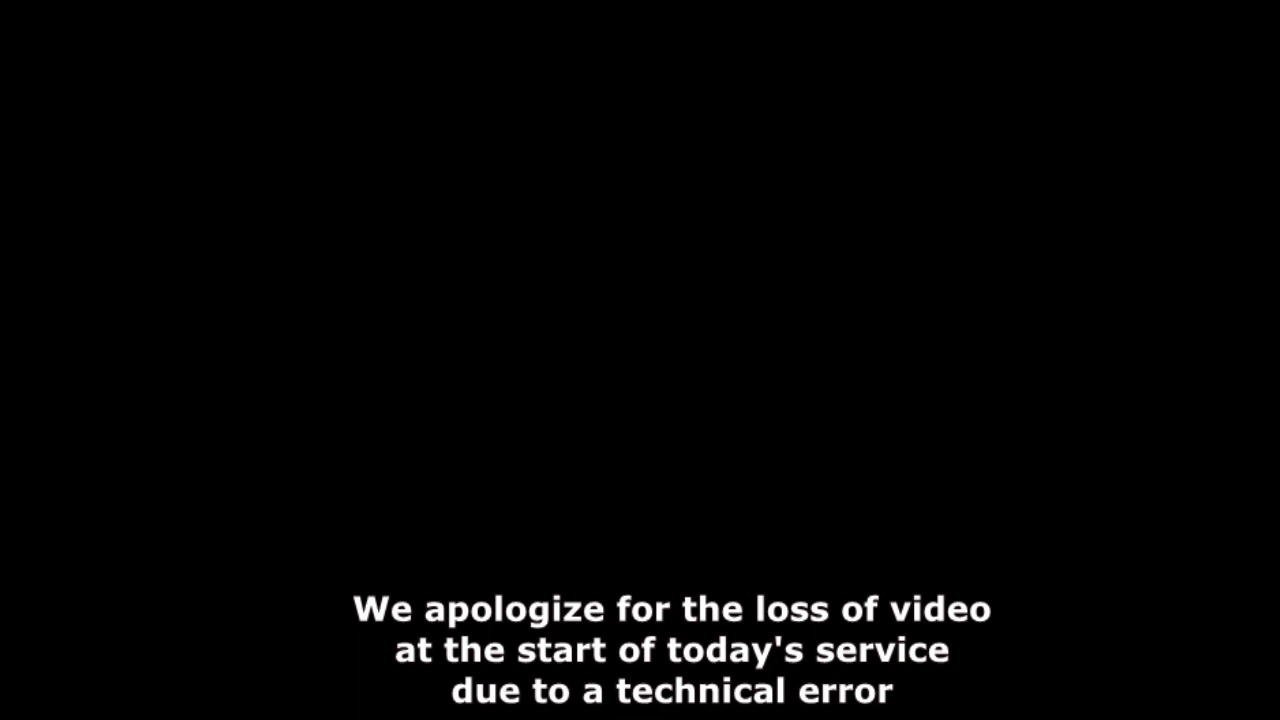 We apologize for the loss of video
at the start of today's service
due to a technical error